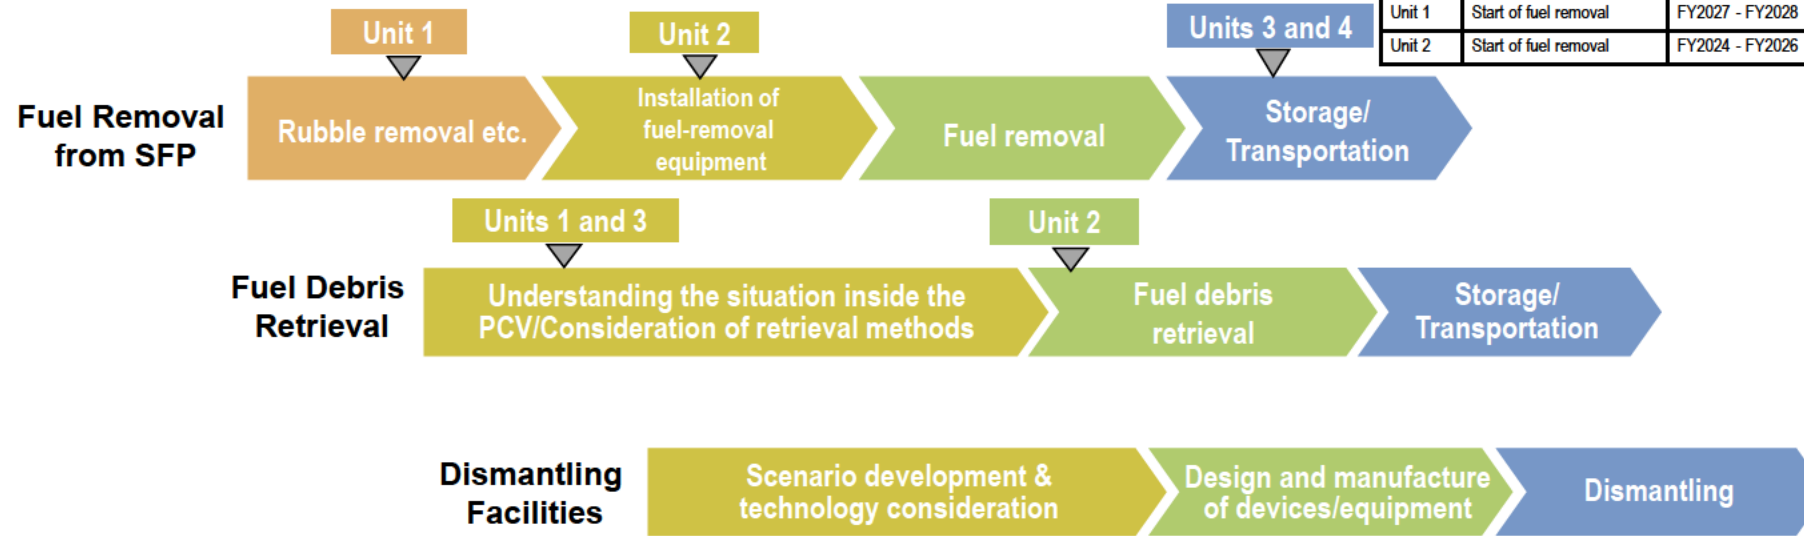 Unit 1 Start of fuel removal FY2027 - FY2028
Unit 2 Start of fuel removal FY2024 - FY2026
Unit 1
Unit 2
Units 3 and 4
Fuel Removal
from SFP
Rubble removal etc.
Installation of
fuel-removal
equipment
Fuel removal
Storage/
Transportation
Units 1 and 3
Unit 2
Fuel Debris
Retrieval
Understanding the situation inside the
PCV/Consideration of retrieval methods
Fuel debris
retrieval
Storage/
Transportation
Dismantling
Facilities
Scenario development &
technology consideration
Design and manufacture
of devices/equipment
Dismantling